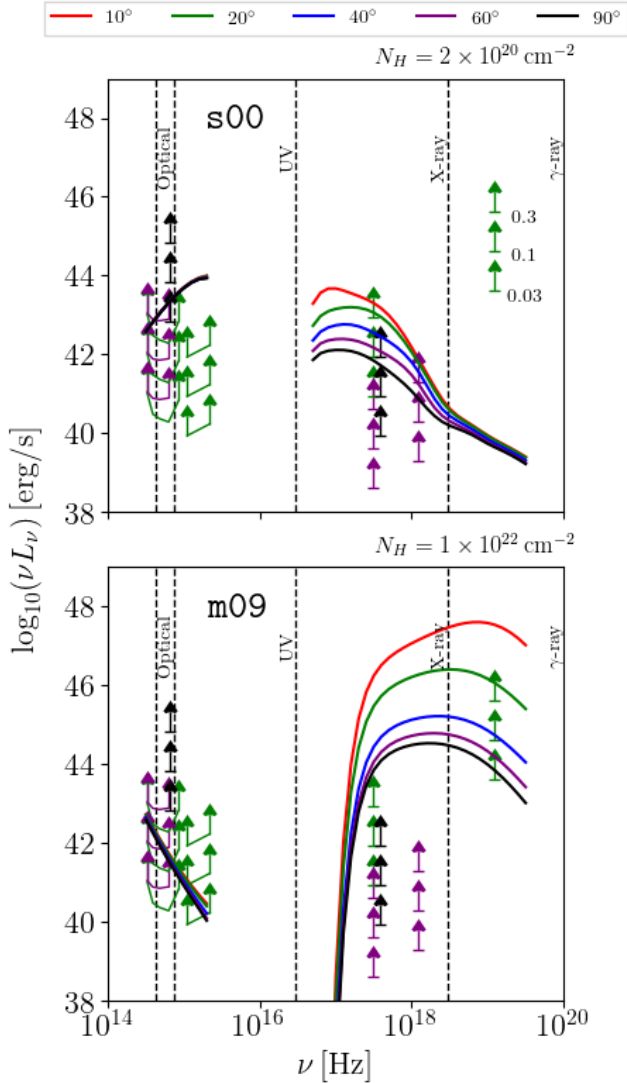 10° 20° 40° 60° 90°
N_H = 2 × 10^20 cm^−2
48
46
44
42
40
38
s00
Optical
UV
X-ray
γ-ray
0.3
0.1
0.03
log10(νLν) [erg/s]
N_H = 1 × 10^22 cm^−2
48
46
44
42
40
38
m09
Optical
UV
X-ray
γ-ray
10^14 10^16 10^18 10^20
ν [Hz]